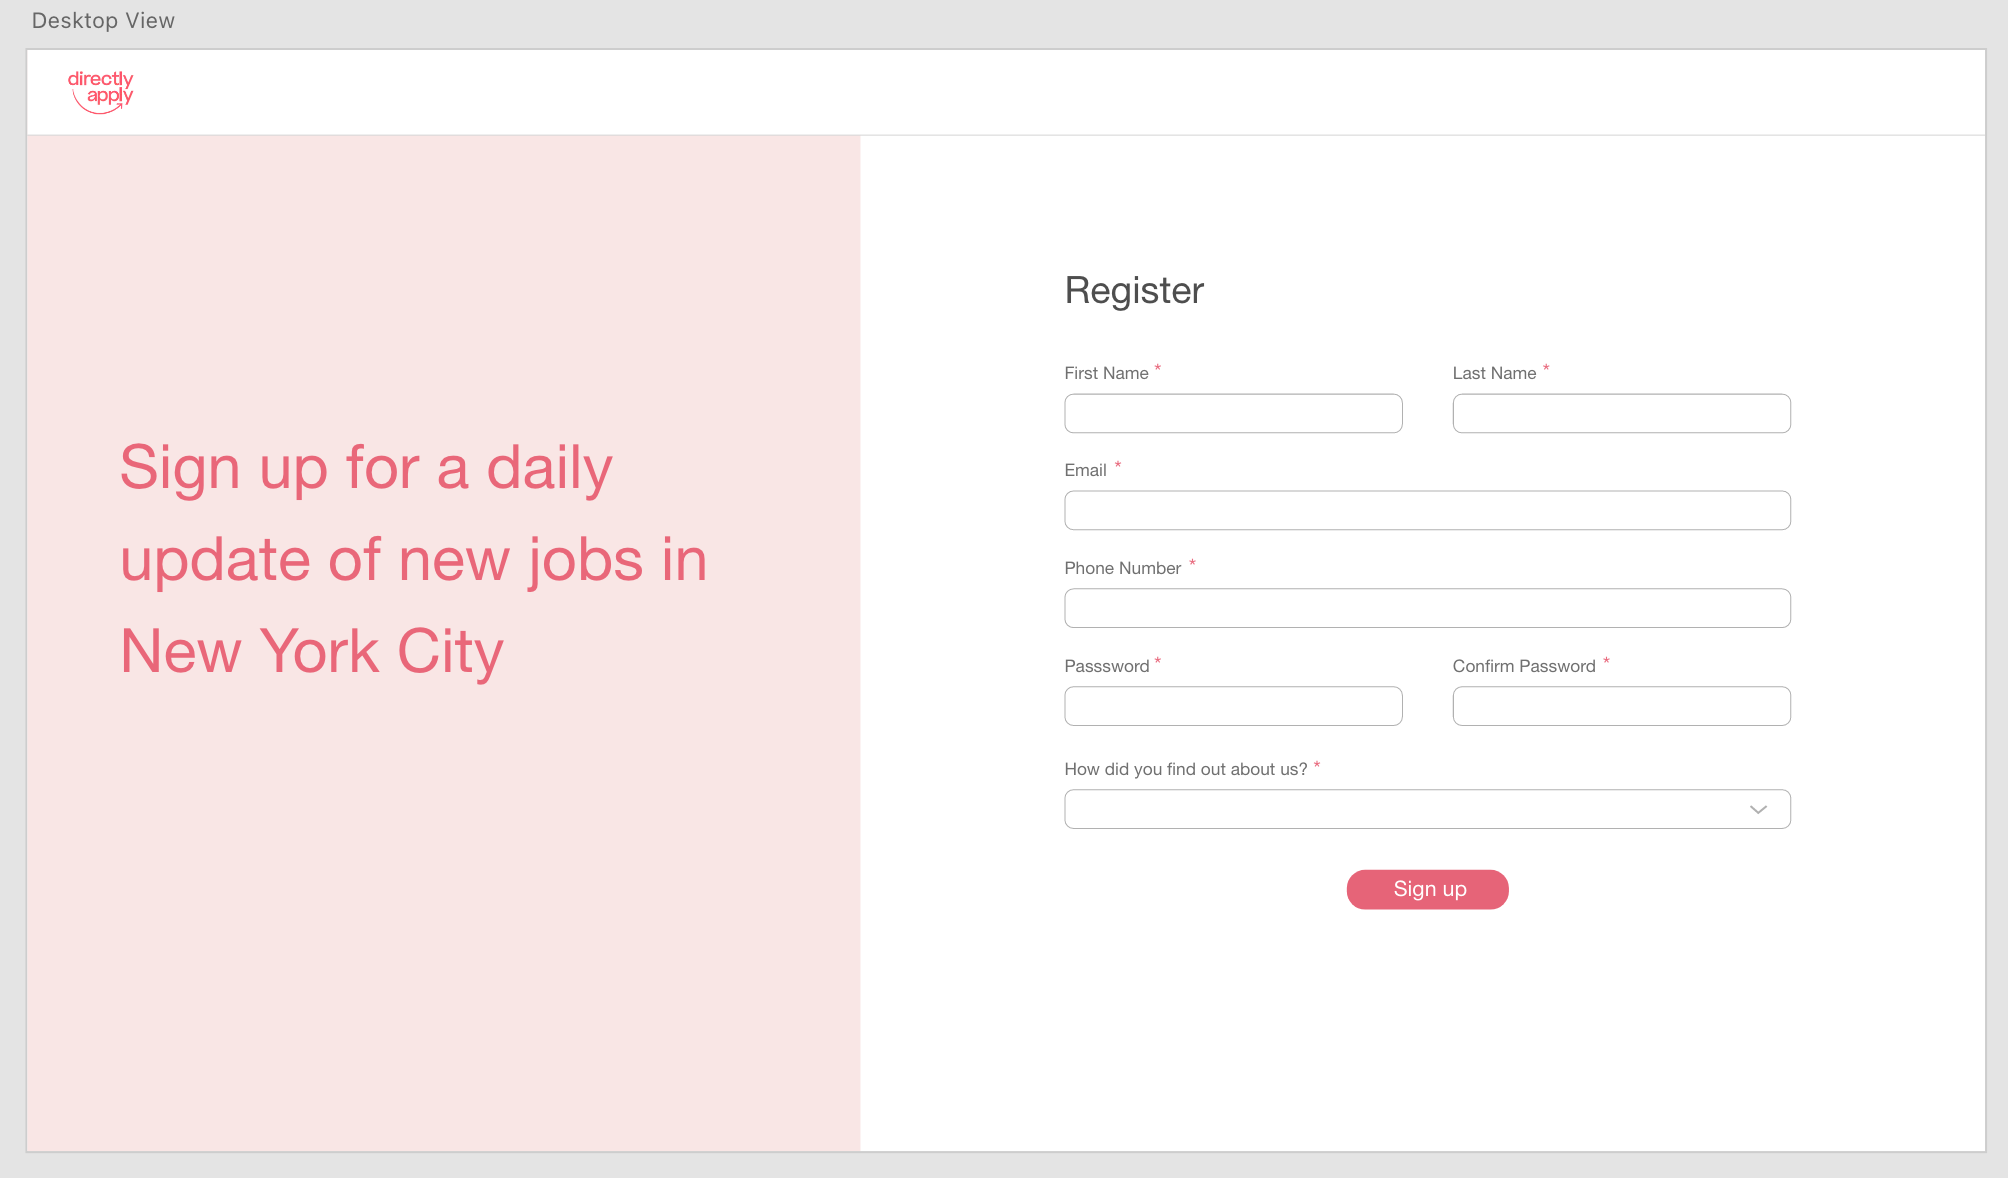 Desktop View
directly
apply
Sign up for a daily
update of new jobs in
New York City
Register
First Name *
Last Name *
Email *
Phone Number *
Passsword *
Confirm Password *
How did you find out about us? *
Sign up